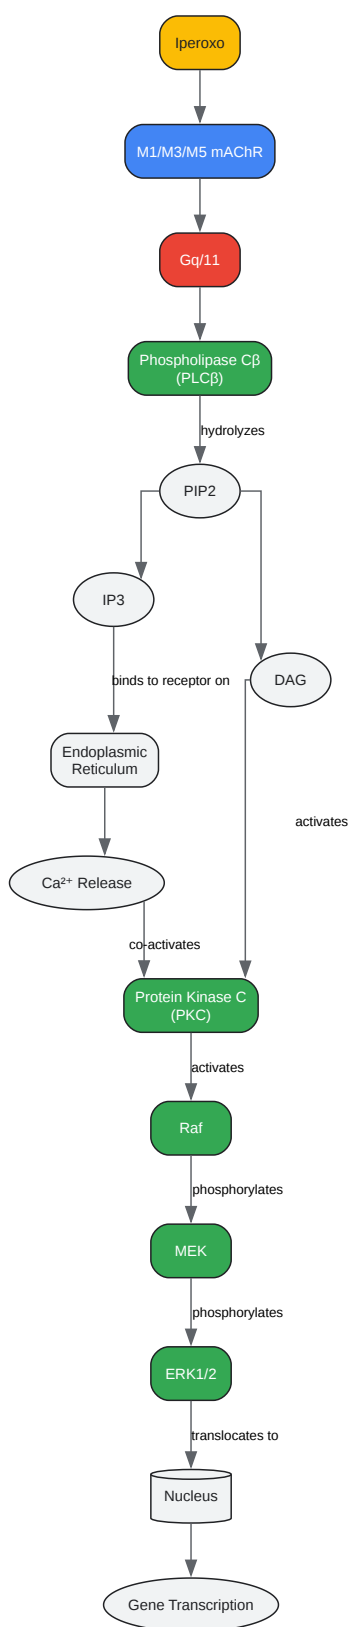 Iperoxo
M1/M3/M5 mAChR
Gq/11
Phospholipase Cβ
(PLCβ)
hydrolyzes
PIP2
IP3
binds to receptor on
DAG
Endoplasmic
Reticulum
activates
Ca²⁺ Release
co-activates
Protein Kinase C
(PKC)
activates
Raf
phosphorylates
MEK
phosphorylates
ERK1/2
translocates to
Nucleus
Gene Transcription